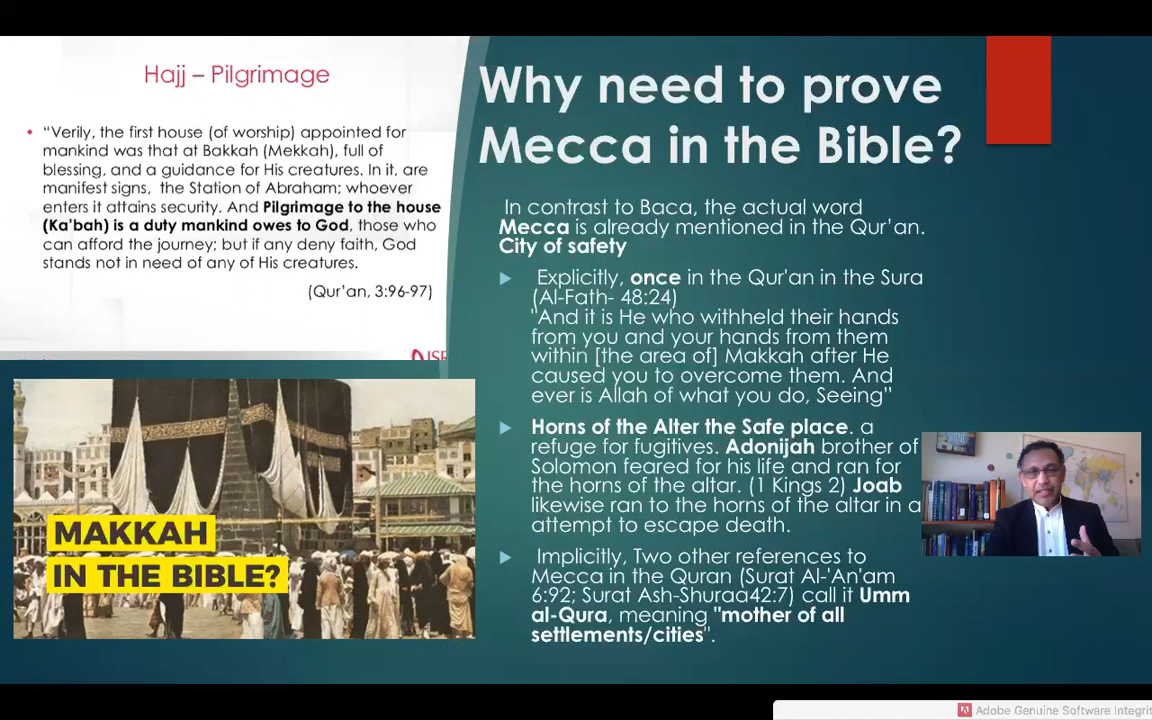 Hajj – Pilgrimage
• “Verily, the first house (of worship) appointed for
mankind was that at Bakkah (Mekkah), full of
blessing, and a guidance for His creatures. In it, are
manifest signs, the Station of Abraham; whoever
enters it attains security. And Pilgrimage to the house
(Ka'bah) is a duty mankind owes to God, those who
can afford the journey; but if any deny faith, God
stands not in need of any of His creatures.
(Qur’an, 3:96-97)
MAKKAH
IN THE BIBLE?
Why need to prove
Mecca in the Bible?
In contrast to Baca, the actual word
Mecca is already mentioned in the Qur’an.
City of safety
Explicitly, once in the Qur'an in the Sura
(Al-Fath- 48:24)
"And it is He who withheld their hands
from you and your hands from them
within [the area of] Makkah after He
caused you to overcome them. And
ever is Allah of what you do, Seeing”
Horns of the Alter the Safe place. a
refuge for fugitives. Adonijah brother of
Solomon feared for his life and ran for
the horns of the altar. (1 Kings 2) Joab
likewise ran to the horns of the altar in a
attempt to escape death.
Implicitly, Two other references to
Mecca in the Quran (Surat Al-'An'am
6:92; Surat Ash-Shuraa42:7) call it Umm
al-Qura, meaning "mother of all
settlements/cities".
Adobe Genuine Software Integrit